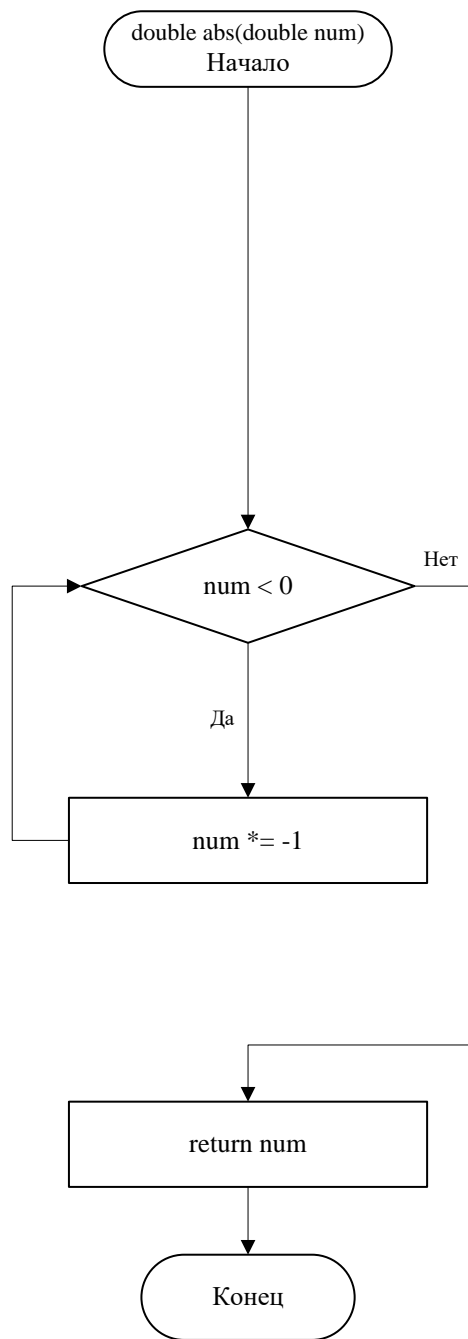 double abs(double num)
Начало
num < 0
Нет
Да
num *= -1
return num
Конец